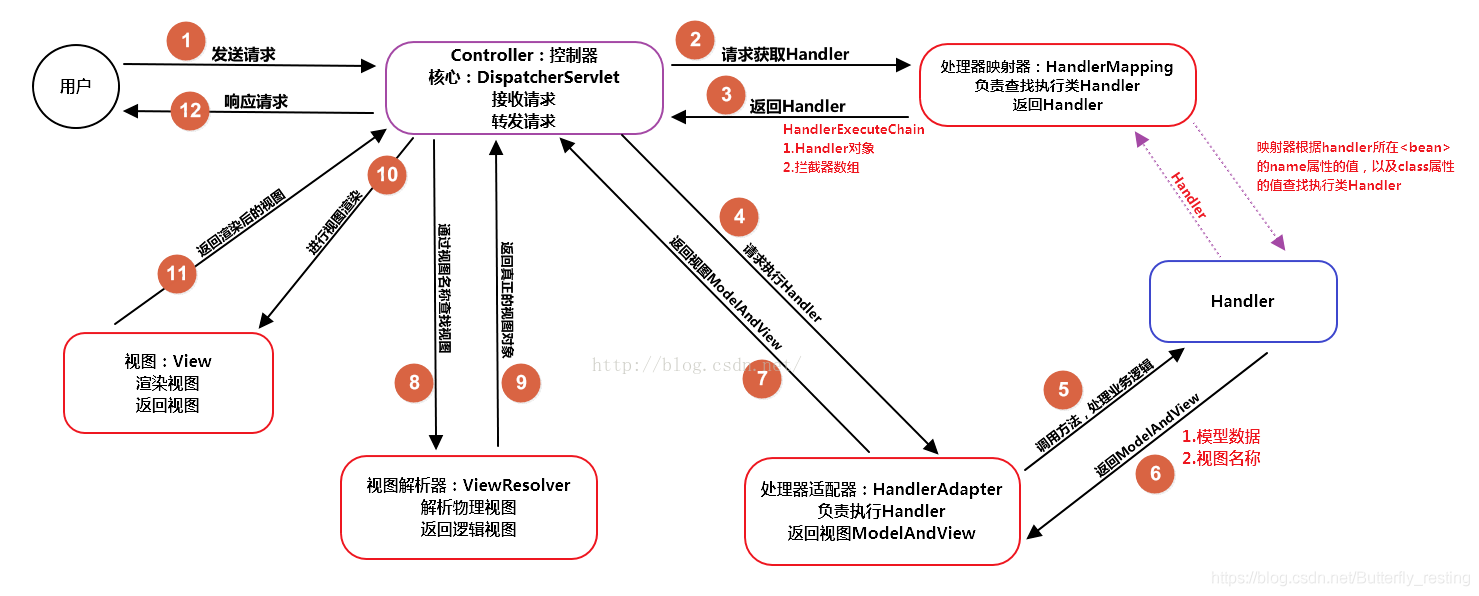 1
发送请求
用户
12
响应请求
Controller：控制器
核心：DispatcherServlet
接收请求
转发请求
2
请求获取Handler
3
返回Handler
HandlerExecuteChain
1.Handler对象
2.拦截器数组
处理器映射器：HandlerMapping
负责查找执行类Handler
返回Handler
映射器根据handler所在<bean>
的name属性的值，以及class属性
的值查找执行类Handler
Handler
Handler
4
请求执行Handler
5
调用方法，处理业务逻辑
6
返回ModelAndView
1.模型数据
2.视图名称
处理器适配器：HandlerAdapter
负责执行Handler
返回视图ModelAndView
7
返回视图ModelAndView
8
通过视图名称查找视图
9
返回真正的视图对象
视图解析器：ViewResolver
解析物理视图
返回逻辑视图
10
进行视图渲染
11
返回渲染后的视图
视图：View
渲染视图
返回视图
http://blog.csdn.net/
https://blog.csdn.net/Butterfly_resting